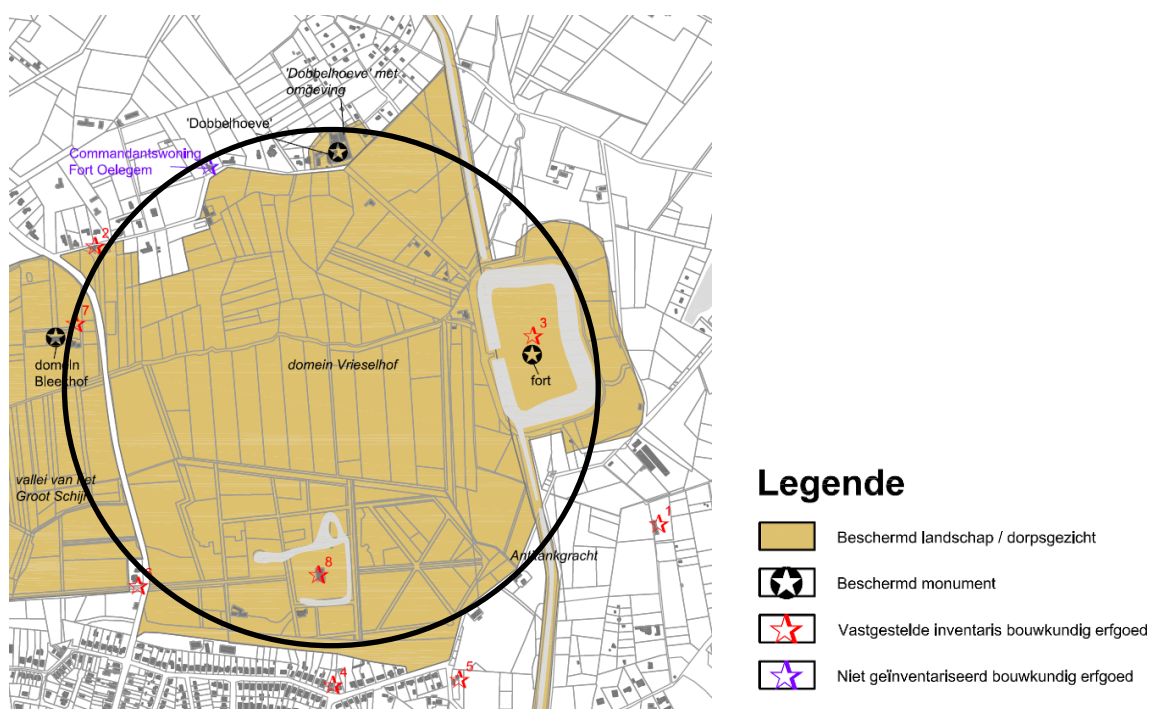 'Dobbelhoeve' met
omgeving
'Dobbelhoeve'
Commandantswoning
Fort Oelegem
2
7
3
domein
Bleekhof
domein Vrieselhof
fort
vallei van het
Groot Schijn
1
Antitankgracht
8
6
4
5
Legende
Beschermd landschap / dorpsgezicht
Beschermd monument
Vastgestelde inventaris bouwkundig erfgoed
Niet geïnventariseerd bouwkundig erfgoed